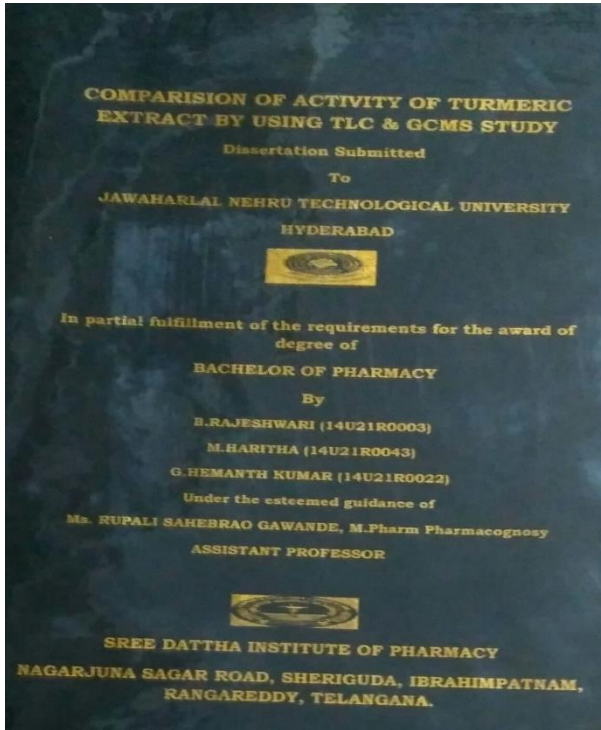 COMPARISION OF ACTIVITY OF TURMERIC
EXTRACT BY USING TLC & GCMS STUDY
Dissertation Submitted
To
JAWAHARLAL NEHRU TECHNOLOGICAL UNIVERSITY
HYDERABAD
In partial fulfillment of the requirements for the award of
degree of
BACHELOR OF PHARMACY
By
B.RAJESHWARI (14U21R0003)
M.HARITHA (14U21R0043)
G.HEMANTH KUMAR (14U21R0022)
Under the esteemed guidance of
Ms. RUPALI SAHEBRAO GAWANDE, M.Pharm Pharmacognosy
ASSISTANT PROFESSOR
SREE DATTHA INSTITUTE OF PHARMACY
NAGARJUNA SAGAR ROAD, SHERIGUDA, IBRAHIMPATNAM,
RANGAREDDY, TELANGANA.